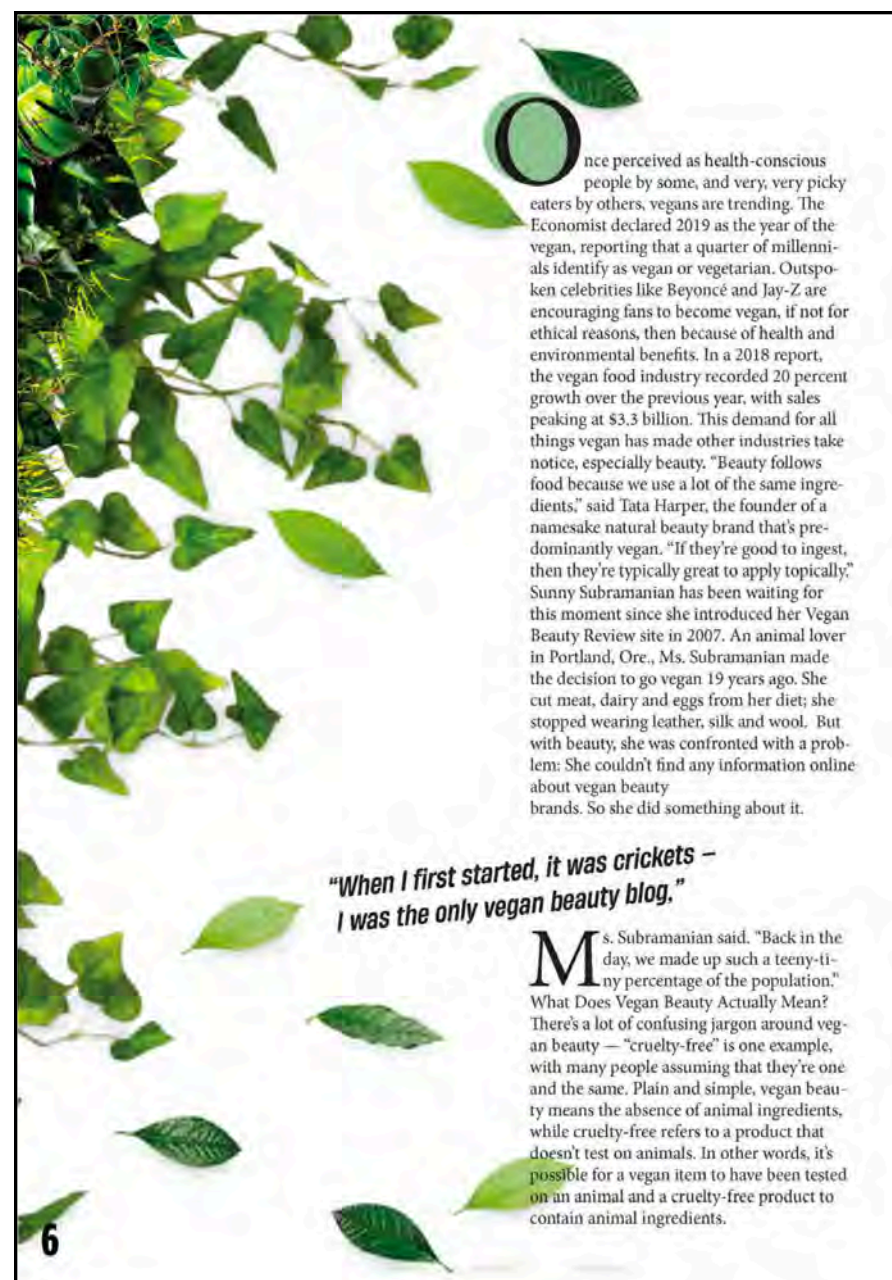 Once perceived as health-conscious
people by some, and very, very picky
eaters by others, vegans are trending. The
Economist declared 2019 as the year of the
vegan, reporting that a quarter of millenni-
als identify as vegan or vegetarian. Outspo-
ken celebrities like Beyoncé and Jay-Z are
encouraging fans to become vegan, if not for
ethical reasons, then because of health and
environmental benefits. In a 2018 report,
the vegan food industry recorded 20 percent
growth over the previous year, with sales
peaking at $3.3 billion. This demand for all
things vegan has made other industries take
notice, especially beauty. “Beauty follows
food because we use a lot of the same ingre-
dients,” said Tata Harper, the founder of a
namesake natural beauty brand that’s pre-
dominantly vegan. “If they’re good to ingest,
then they’re typically great to apply topically.”
Sunny Subramanian has been waiting for
this moment since she introduced her Vegan
Beauty Review site in 2007. An animal lover
in Portland, Ore., Ms. Subramanian made
the decision to go vegan 19 years ago. She
cut meat, dairy and eggs from her diet; she
stopped wearing leather, silk and wool. But
with beauty, she was confronted with a prob-
lem: She couldn’t find any information online
about vegan beauty
brands. So she did something about it.
“When I first started, it was crickets —
I was the only vegan beauty blog,”
Ms. Subramanian said. “Back in the
day, we made up such a teeny-ti-
ny percentage of the population.”
What Does Vegan Beauty Actually Mean?
There’s a lot of confusing jargon around veg-
an beauty — “cruelty-free” is one example,
with many people assuming that they’re one
and the same. Plain and simple, vegan beau-
ty means the absence of animal ingredients,
while cruelty-free refers to a product that
doesn’t test on animals. In other words, it’s
possible for a vegan item to have been tested
on an animal and a cruelty-free product to
contain animal ingredients.
6